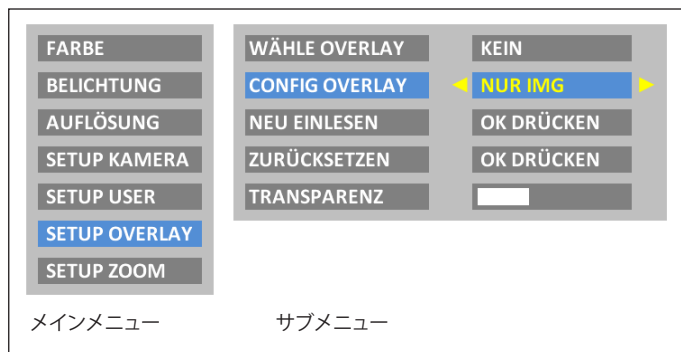 FARBE
BELICHTUNG
AUFLÖSUNG
SETUP KAMERA
SETUP USER
SETUP OVERLAY
SETUP ZOOM
WÄHLE OVERLAY KEIN
CONFIG OVERLAY NUR IMG
NEU EINLESEN OK DRÜCKEN
ZURÜCKSETZEN OK DRÜCKEN
TRANSPARENZ
メインメニュー サブメニュー